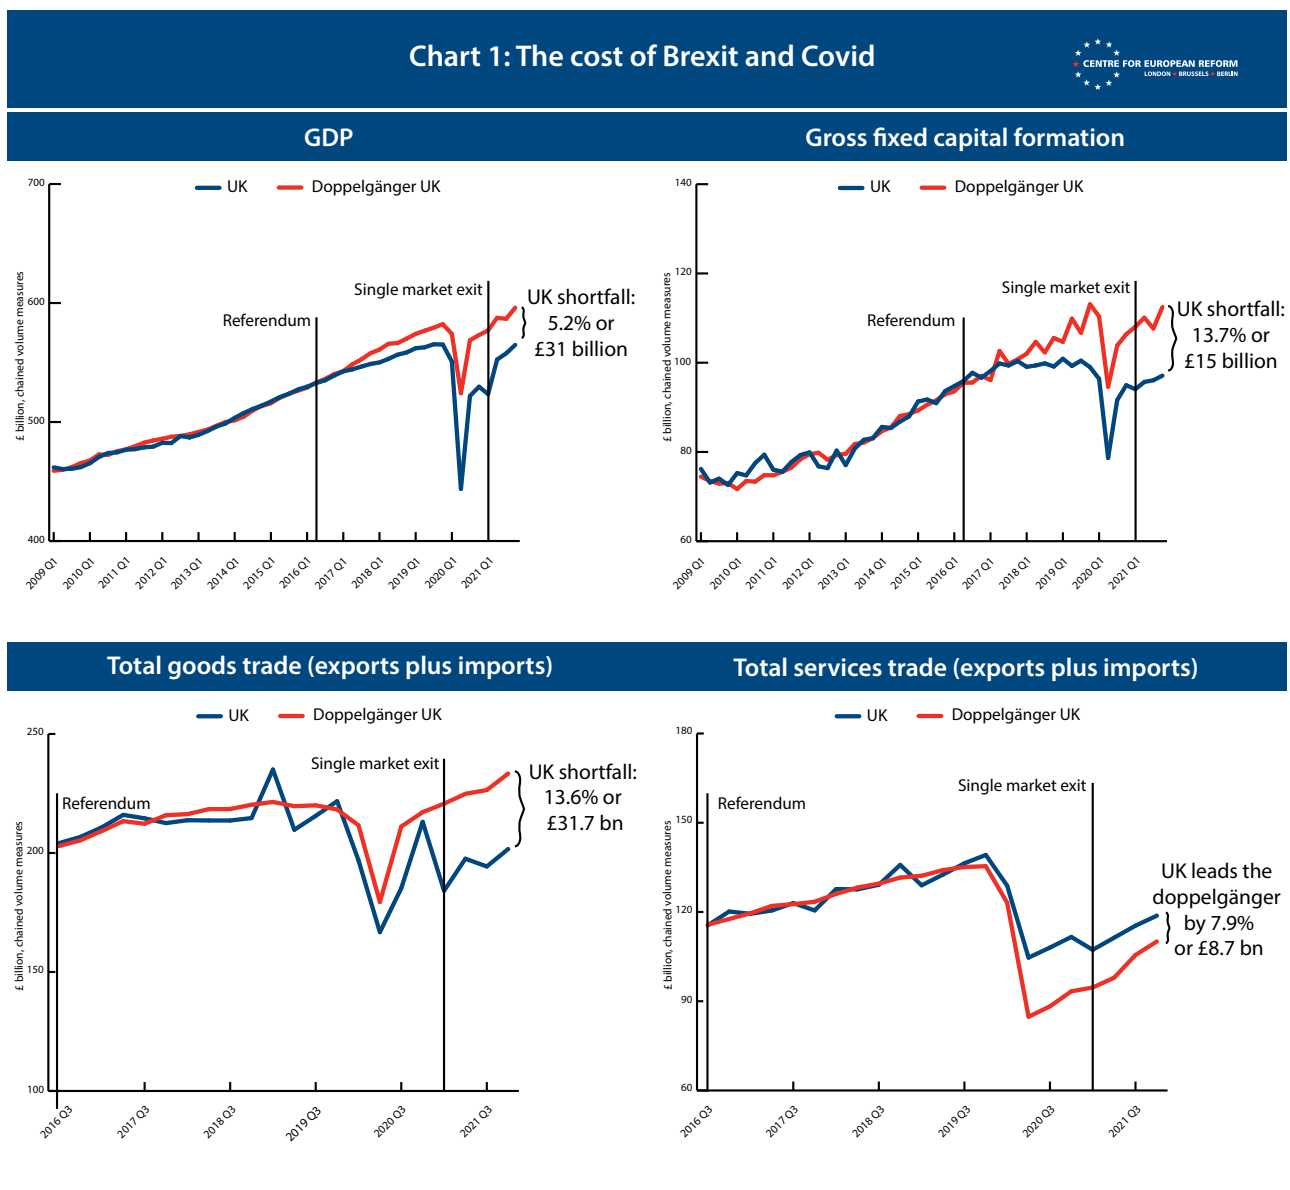 Chart 1: The cost of Brexit and Covid
CENTRE FOR EUROPEAN REFORM
LONDON ★ BRUSSELS ★ BERLIN
GDP
UK
Doppelgänger UK
£ billion, chained volume measures
700
600
500
400
Referendum
Single market exit
UK shortfall:
5.2% or
£31 billion
2009 Q1
2010 Q1
2011 Q1
2012 Q1
2013 Q1
2014 Q1
2015 Q1
2016 Q1
2017 Q1
2018 Q1
2019 Q1
2020 Q1
2021 Q1
Gross fixed capital formation
UK
Doppelgänger UK
£ billion, chained volume measures
140
120
100
80
60
Referendum
Single market exit
UK shortfall:
13.7% or
£15 billion
2009 Q1
2010 Q1
2011 Q1
2012 Q1
2013 Q1
2014 Q1
2015 Q1
2016 Q1
2017 Q1
2018 Q1
2019 Q1
2020 Q1
2021 Q1
Total goods trade (exports plus imports)
UK
Doppelgänger UK
£ billion, chained volume measures
250
200
150
100
Referendum
Single market exit
UK shortfall:
13.6% or
£31.7 bn
2016 Q3
2017 Q3
2018 Q3
2019 Q3
2020 Q3
2021 Q3
Total services trade (exports plus imports)
UK
Doppelgänger UK
£ billion, chained volume measures
180
150
120
90
60
Referendum
Single market exit
UK leads the
doppelgänger
by 7.9%
or £8.7 bn
2016 Q3
2017 Q3
2018 Q3
2019 Q3
2020 Q3
2021 Q3